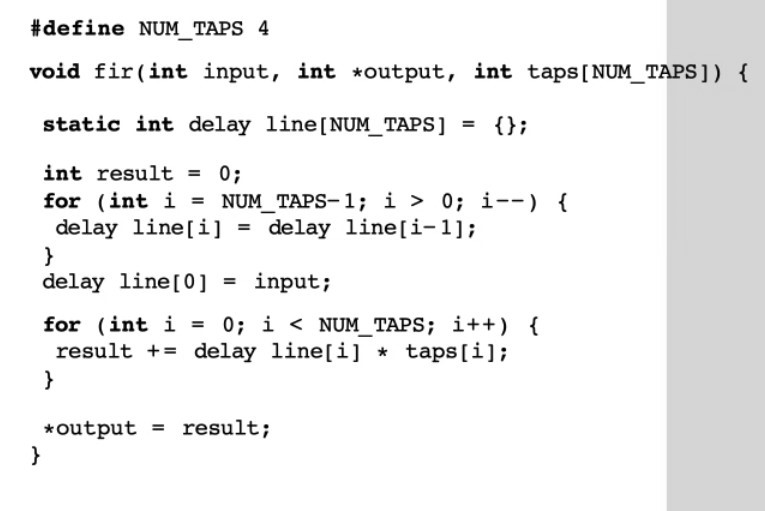 #define NUM_TAPS 4
void fir(int input, int *output, int taps[NUM_TAPS]) {
static int delay line[NUM_TAPS] = {};
int result = 0;
for (int i = NUM_TAPS-1; i > 0; i--) {
delay line[i] = delay line[i-1];
}
delay line[0] = input;
for (int i = 0; i < NUM_TAPS; i++) {
result += delay line[i] * taps[i];
}
*output = result;
}